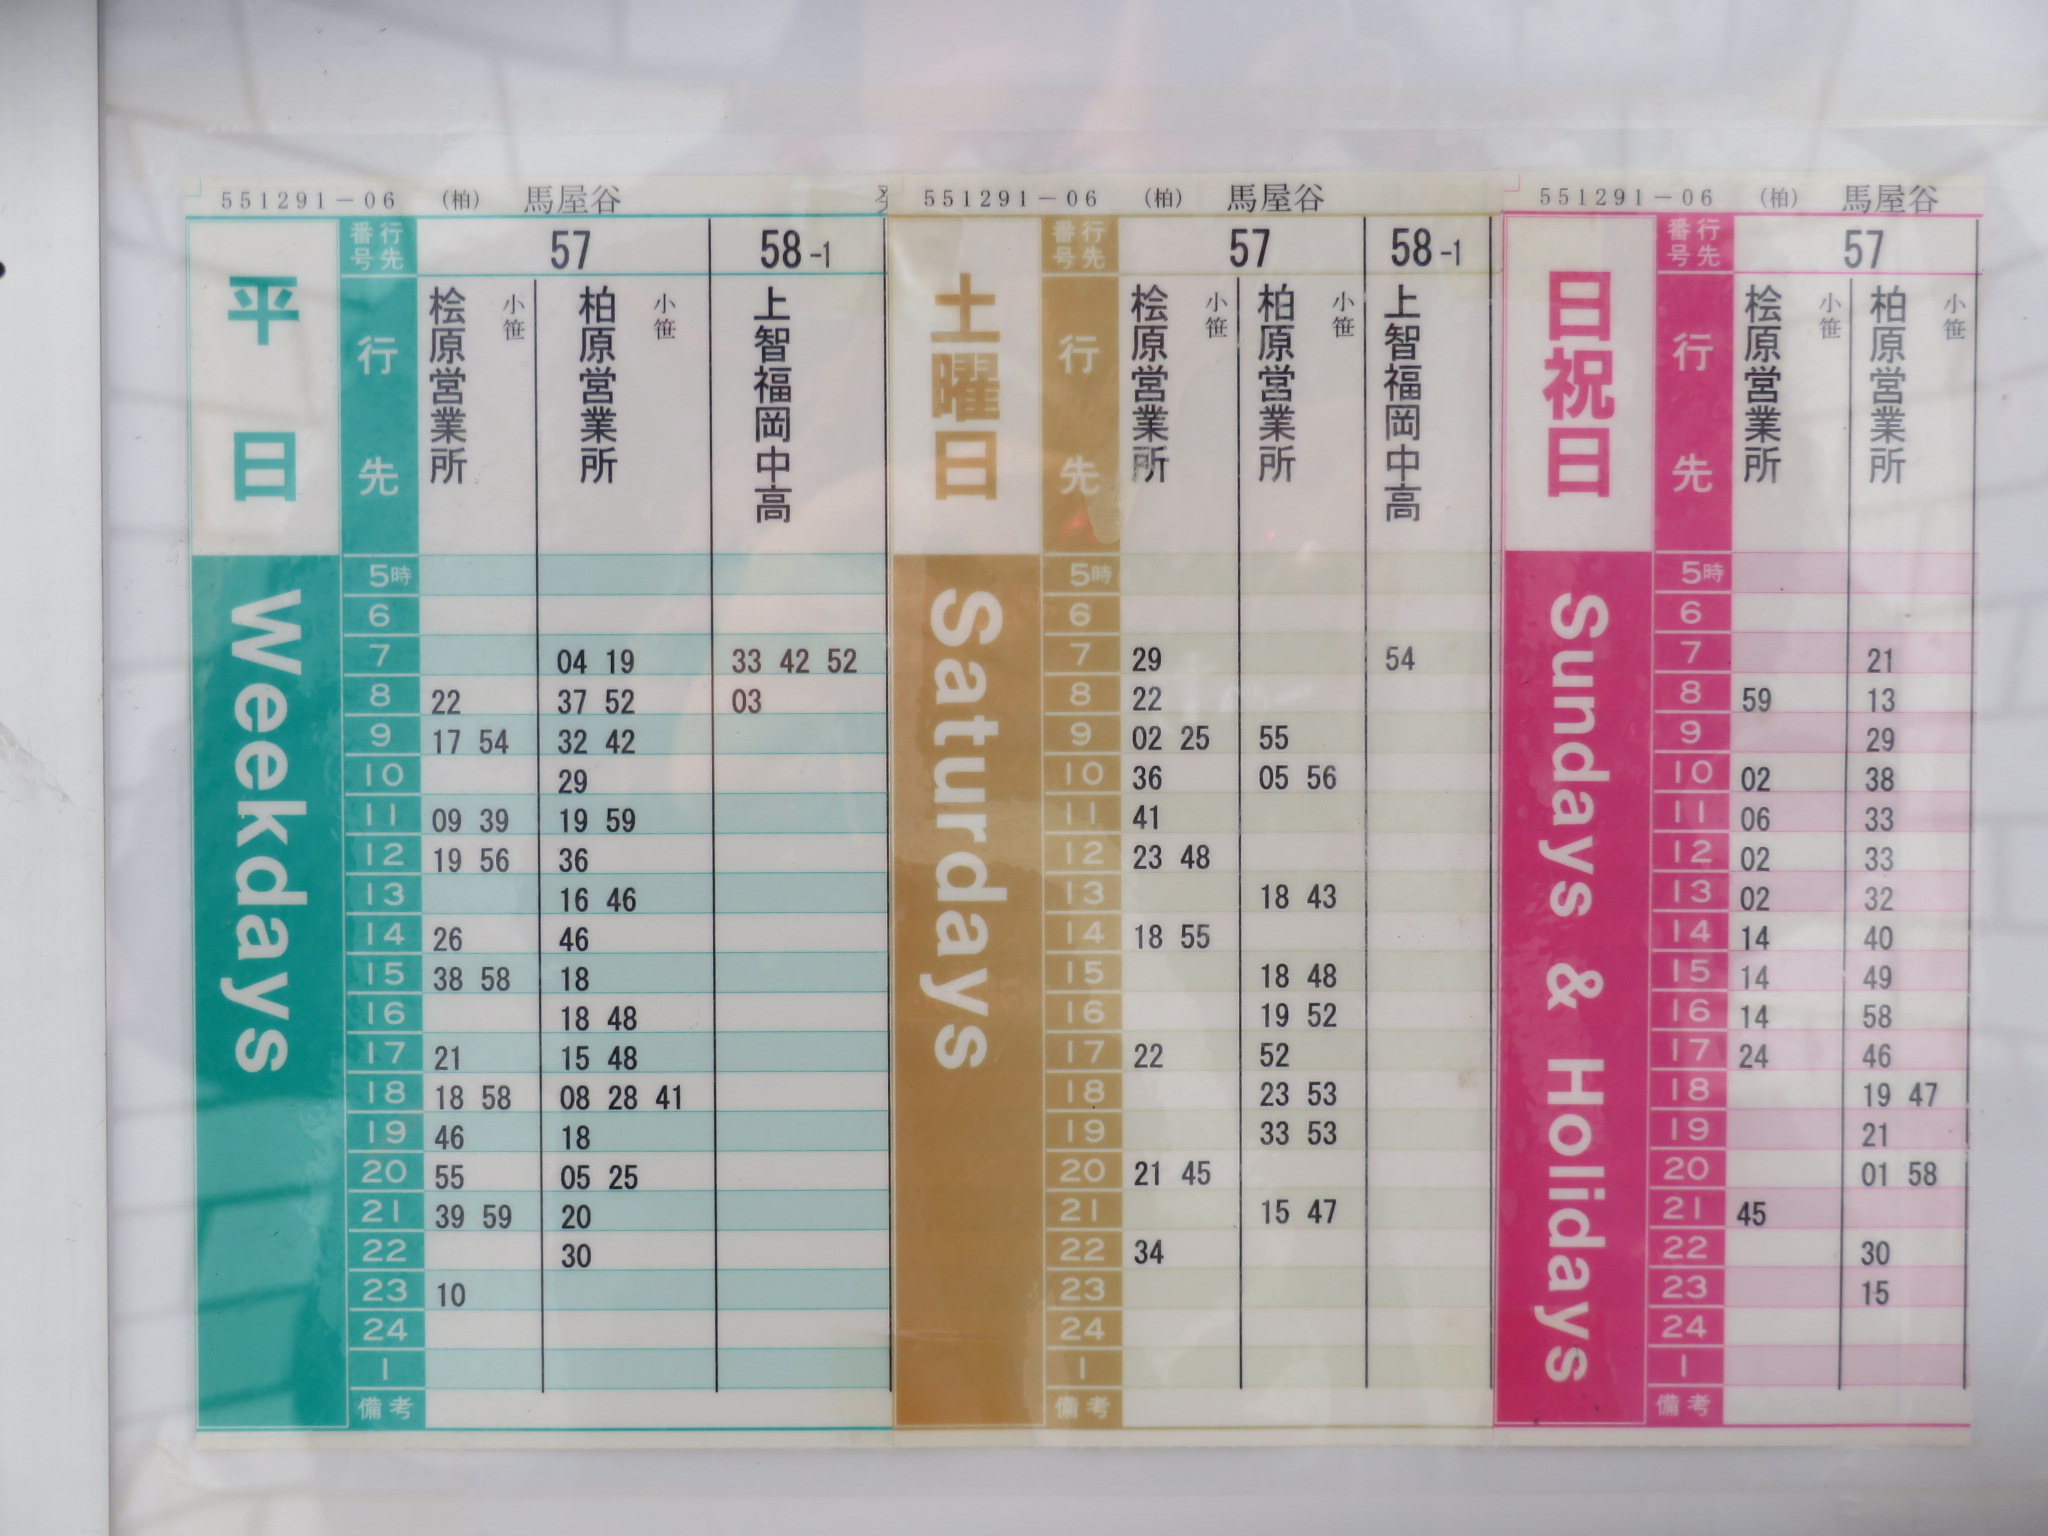 551291-06 (柏) 馬屋谷
平日
Weekdays
行先番号 57 58-1
行先 桧原営業所 小笹 柏原営業所 小笹 上智福岡中高
5時
6
7 04 19 33 42 52
8 22 37 52 03
9 17 54 32 42
10 29
11 09 39 19 59
12 19 56 36
13 16 46
14 26 46
15 38 58 18
16 18 48
17 21 15 48
18 18 58 08 28 41
19 46 18
20 55 05 25
21 39 59 20
22 30
23 10
24
1
備考
551291-06 (柏) 馬屋谷
土曜日
Saturdays
行先番号 57 58-1
行先 桧原営業所 小笹 柏原営業所 小笹 上智福岡中高
5時
6
7 29 54
8 22
9 02 25 55
10 36 05 56
11 41
12 23 48
13 18 43
14 18 55
15 18 48
16 19 52
17 22 52
18 23 53
19 33 53
20 21 45
21 15 47
22 34
23
24
1
備考
551291-06 (柏) 馬屋谷
日祝日
Sundays & Holidays
行先番号 57
行先 桧原営業所 小笹 柏原営業所 小笹
5時
6
7 21
8 59 13
9 29
10 02 38
11 06 33
12 02 33
13 02 32
14 14 40
15 14 49
16 14 58
17 24 46
18 19 47
19 21
20 01 58
21 45
22 30
23 15
24
1
備考